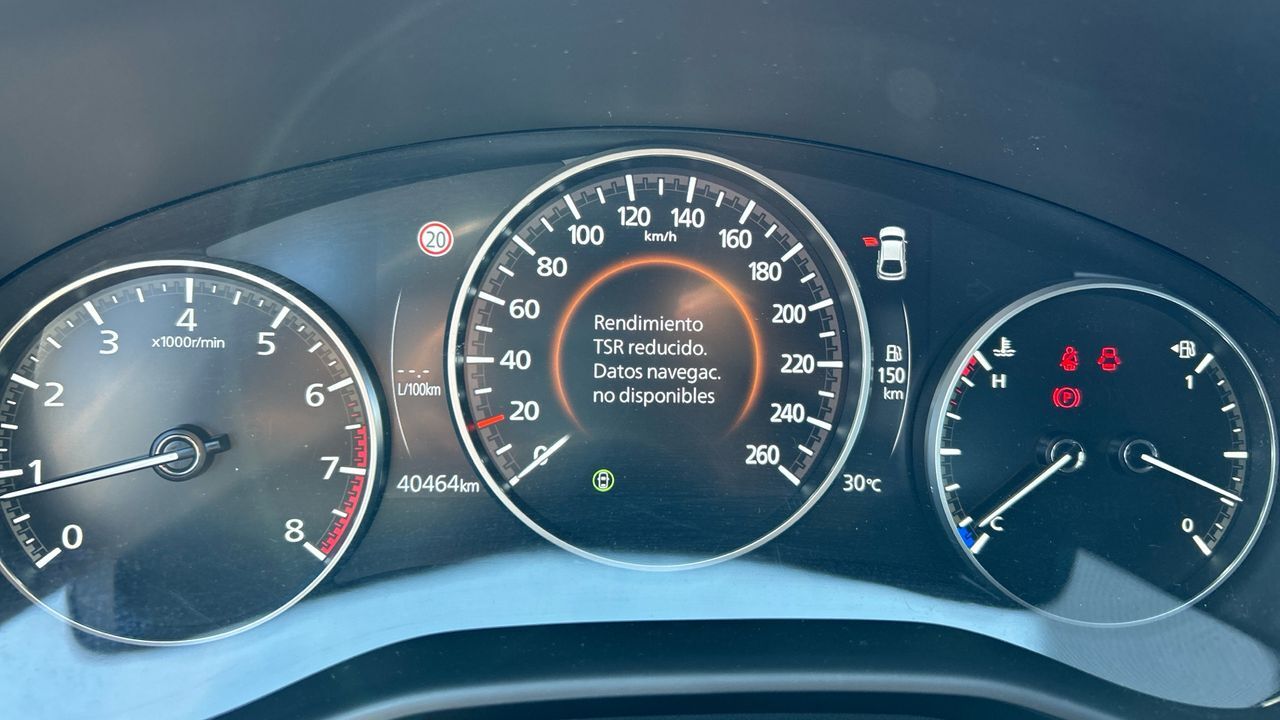 0
1
2
3
4
5
6
7
8
x1000r/min
20
-.-
L/100km
40464km
0
20
40
60
80
100
120
140
160
180
200
220
240
260
km/h
Rendimiento
TSR reducido.
Datos navegac.
no disponibles
150
km
30°C
H
C
P
1
0